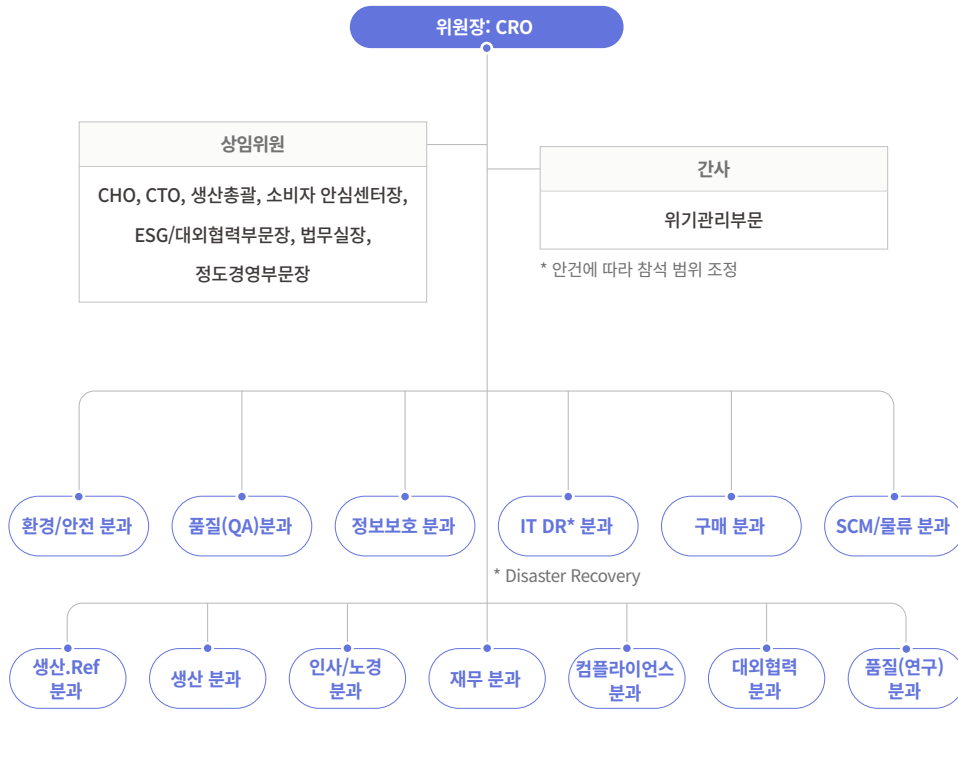 위원장: CRO
상임위원
CHO, CTO, 생산총괄, 소비자 안심센터장,
ESG/대외협력부문장, 법무실장,
정도경영부문장
간사
위기관리부문
* 안건에 따라 참석 범위 조정
환경/안전 분과
품질(QA)분과
정보보호 분과
IT DR* 분과
구매 분과
SCM/물류 분과
* Disaster Recovery
생산.Ref
분과
생산 분과
인사/노경
분과
재무 분과
컴플라이언스
분과
대외협력
분과
품질(연구)
분과